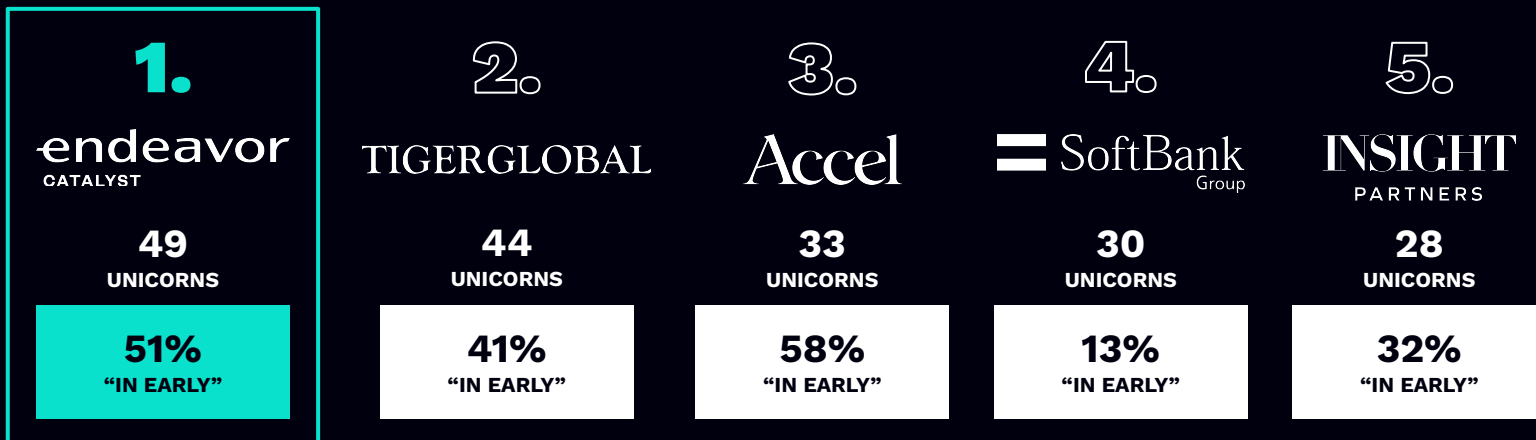 1.
endeavor
CATALYST
49
UNICORNS
51%
“IN EARLY”
2.
TIGERGLOBAL
44
UNICORNS
41%
“IN EARLY”
3.
Accel
33
UNICORNS
58%
“IN EARLY”
4.
SoftBank
Group
30
UNICORNS
13%
“IN EARLY”
5.
INSIGHT
PARTNERS
28
UNICORNS
32%
“IN EARLY”